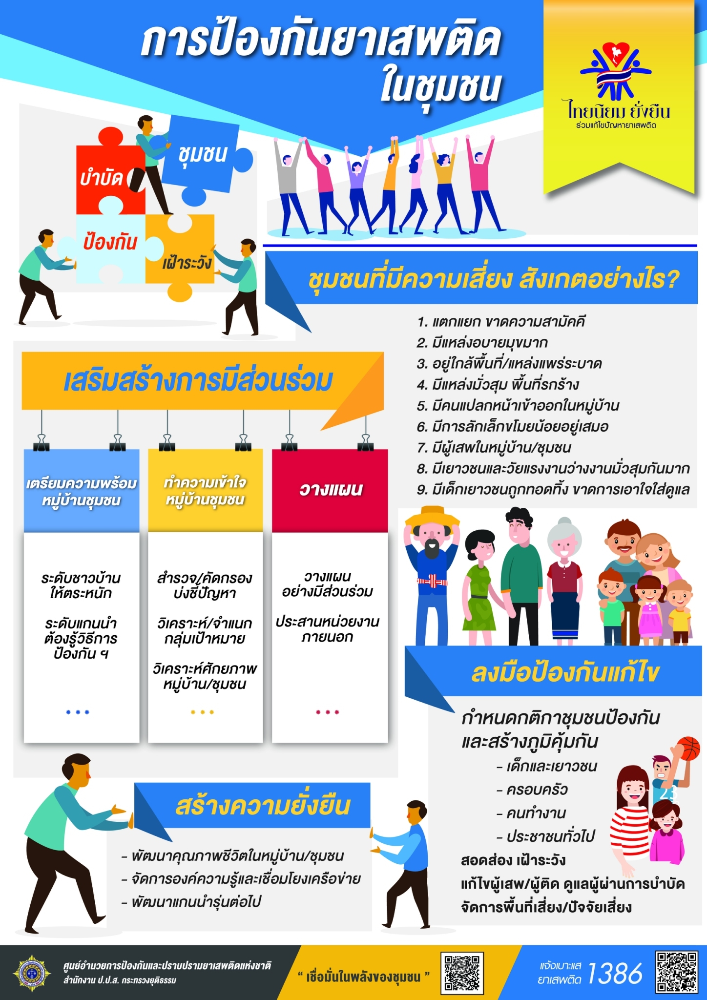 การป้องกันยาเสพติด
ในชุมชน
ไทยนิยม ยั่งยืน
ร่วมแก้ไขปัญหายาเสพติด
ชุมชน
บำบัด
ป้องกัน
เฝ้าระวัง
ชุมชนที่มีความเสี่ยง สังเกตอย่างไร?
1. แตกแยก ขาดความสามัคคี
2. มีแหล่งอบายมุขมาก
3. อยู่ใกล้พื้นที่/แหล่งแพร่ระบาด
4. มีแหล่งมั่วสุม พื้นที่รกร้าง
5. มีคนแปลกหน้าเข้าออกในหมู่บ้าน
6. มีการลักเล็กขโมยน้อยอยู่เสมอ
7. มีผู้เสพในหมู่บ้าน/ชุมชน
8. มีเยาวชนและวัยแรงงานว่างงานมั่วสุมกันมาก
9. มีเด็กเยาวชนถูกทอดทิ้ง ขาดการเอาใจใส่ดูแล
เสริมสร้างการมีส่วนร่วม
เตรียมความพร้อม
หมู่บ้านชุมชน
ระดับชาวบ้าน
ให้ตระหนัก
ระดับแกนนำ
ต้องรู้วิธีการ
ป้องกัน ฯ
ทำความเข้าใจ
หมู่บ้านชุมชน
สำรวจ/คัดกรอง
บ่งชี้ปัญหา
วิเคราะห์/จำแนก
กลุ่มเป้าหมาย
วิเคราะห์ศักยภาพ
หมู่บ้าน/ชุมชน
วางแผน
วางแผน
อย่างมีส่วนร่วม
ประสานหน่วยงาน
ภายนอก
ลงมือป้องกันแก้ไข
กำหนดกติกาชุมชนป้องกัน
และสร้างภูมิคุ้มกัน
- เด็กและเยาวชน
- ครอบครัว
- คนทำงาน
- ประชาชนทั่วไป
23
สอดส่อง เฝ้าระวัง
แก้ไขผู้เสพ/ผู้ติด ดูแลผู้ผ่านการบำบัด
จัดการพื้นที่เสี่ยง/ปัจจัยเสี่ยง
สร้างความยั่งยืน
- พัฒนาคุณภาพชีวิตในหมู่บ้าน/ชุมชน
- จัดการองค์ความรู้และเชื่อมโยงเครือข่าย
- พัฒนาแกนนำรุ่นต่อไป
ศูนย์อำนวยการป้องกันและปราบปรามยาเสพติดแห่งชาติ
สำนักงาน ป.ป.ส. กระทรวงยุติธรรม
“ เชื่อมั่นในพลังของชุมชน ”
แจ้งเบาะแส
ยาเสพติด 1386